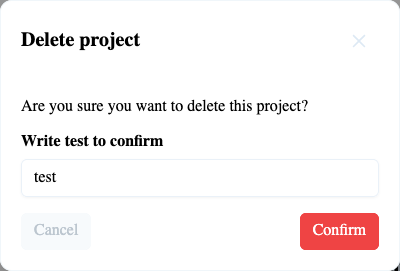 Delete project
Are you sure you want to delete this project?
Write test to confirm
test
Cancel
Confirm